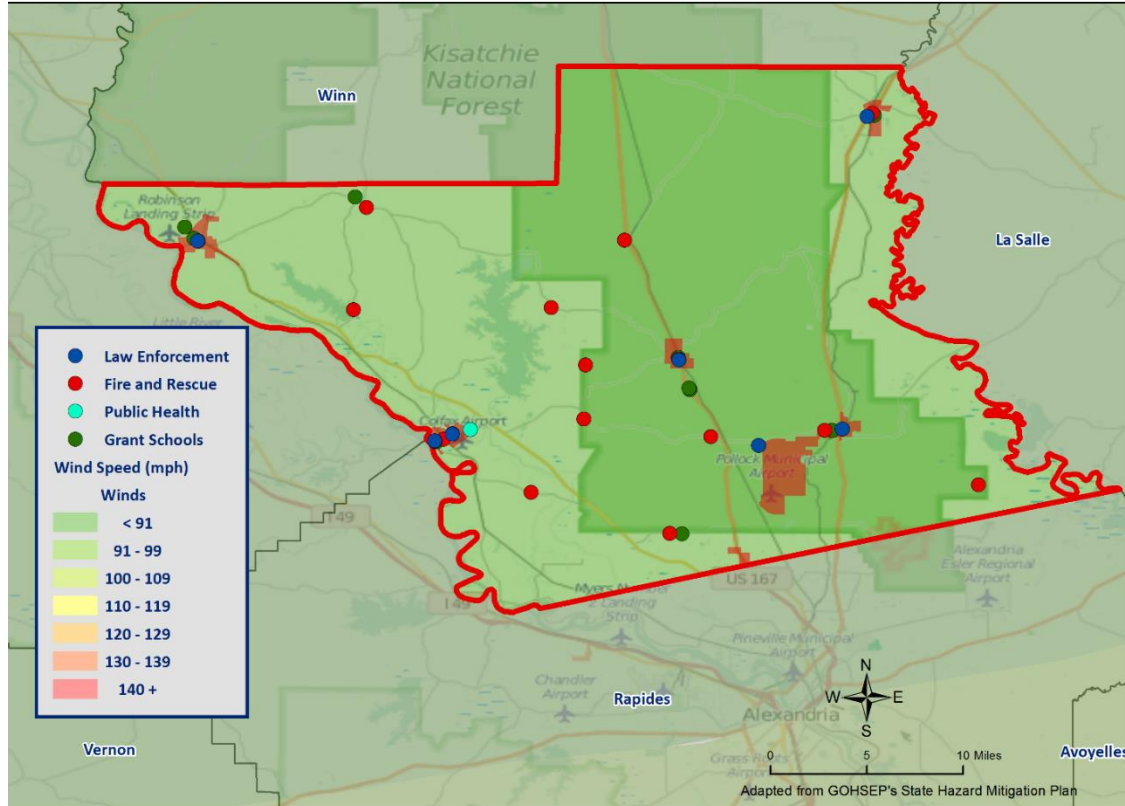 Kisatchie
National
Forest
Winn
Robinson
Landing Strip
La Salle
Little River
Law Enforcement
Fire and Rescue
Public Health
Grant Schools
Wind Speed (mph)
Winds
< 91
91 - 99
100 - 109
110 - 119
120 - 129
130 - 139
140 +
Colfax Airport
Pollock Municipal
Airport
I 49
US 167
Alexandria
Esler Regional
Airport
I 49
Landing
Strip
Pineville Municipal
Airport
Chandler
Airport
Rapides
Alexandria
N
W E
S
Vernon
Airport
0 5 10 Miles
Avoyelles
Adapted from GOHSEP's State Hazard Mitigation Plan